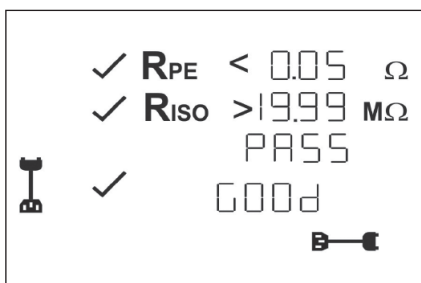 ✓ RPE < 0.05 Ω
✓ RISO >19.99 MΩ
PASS
✓ GOOd